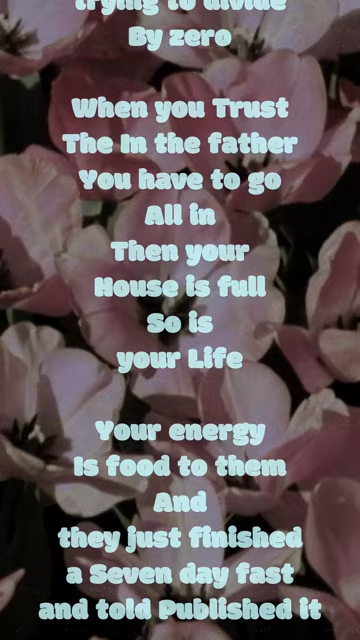 trying to divide
By zero
When you Trust
The In the father
You have to go
All in
Then your
House is full
So is
your Life
Your energy
Is food to them
And
they just finished
a Seven day fast
and told Published it